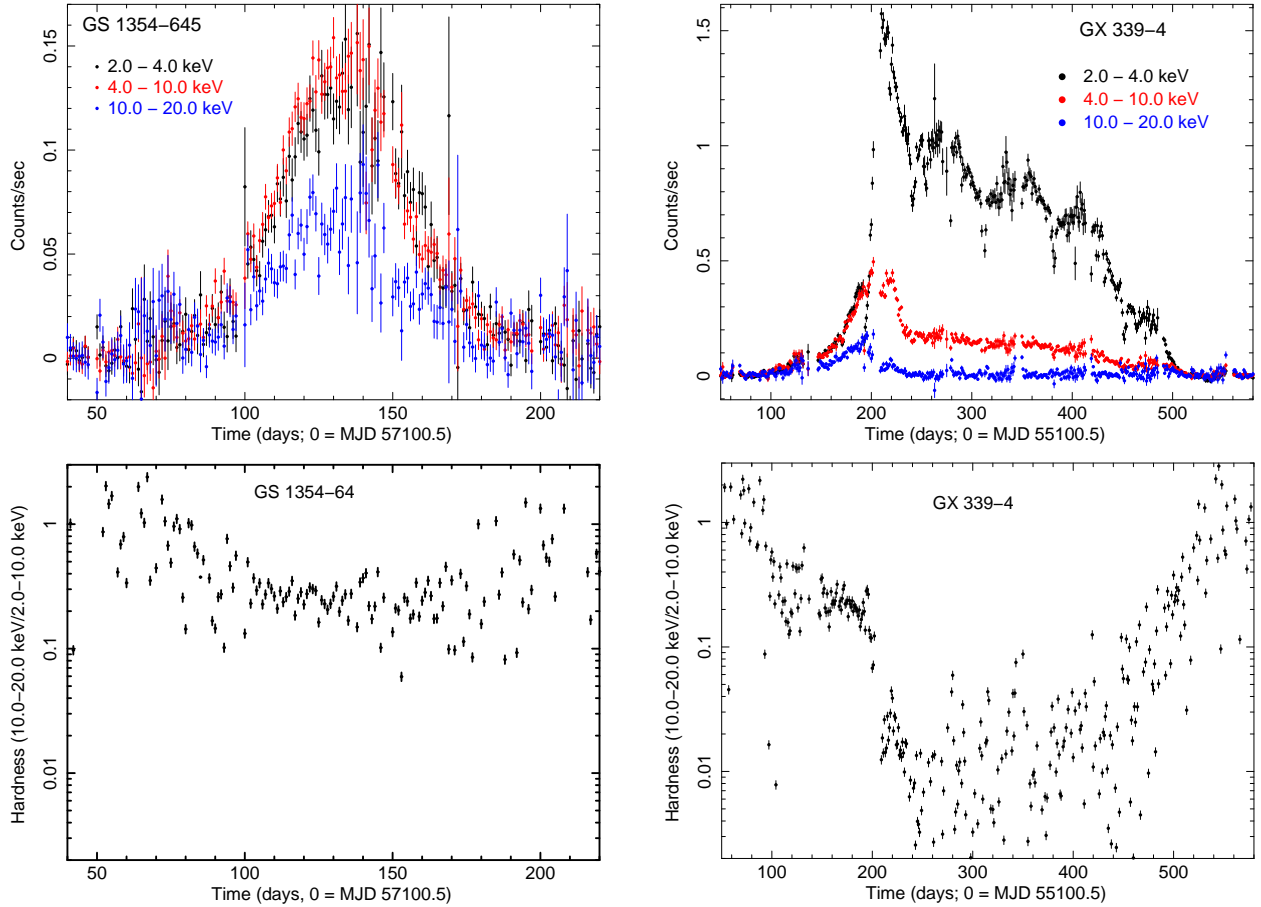 GS 1354−645
2.0 − 4.0 keV
4.0 − 10.0 keV
10.0 − 20.0 keV
Counts/sec
0
0.05
0.1
0.15
50
100
150
200
Time (days; 0 = MJD 57100.5)
GX 339−4
2.0 − 4.0 keV
4.0 − 10.0 keV
10.0 − 20.0 keV
Counts/sec
0
0.5
1
1.5
100
200
300
400
500
Time (days; 0 = MJD 55100.5)
GS 1354−64
Hardness (10.0−20.0 keV/2.0−10.0 keV)
0.01
0.1
1
50
100
150
200
Time (days, 0 = MJD 57100.5)
GX 339−4
Hardness (10.0−20.0 keV/2.0−10.0 keV)
0.01
0.1
1
100
200
300
400
500
Time (days; 0 = MJD 55100.5)